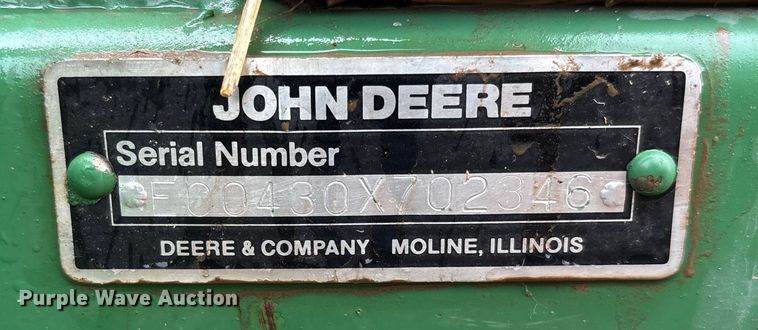 JOHN DEERE
Serial Number
E00430X702346
DEERE & COMPANY MOLINE, ILLINOIS
Purple Wave Auction